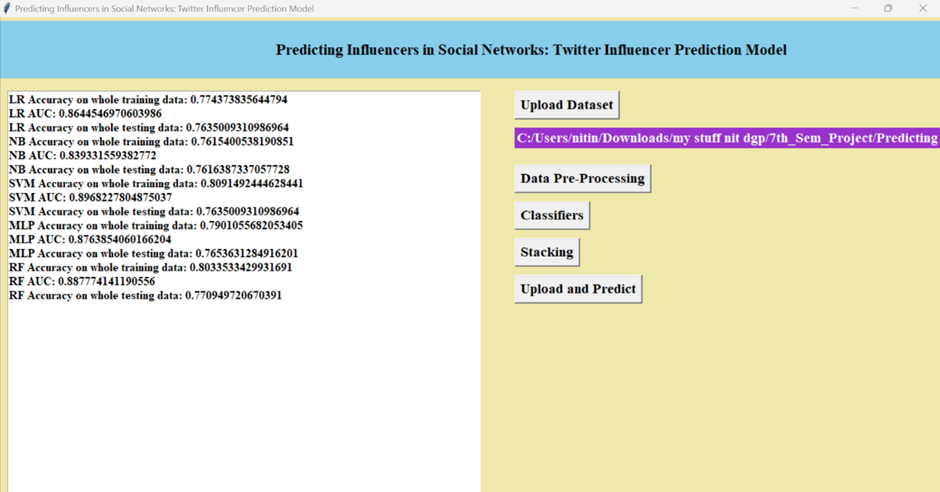 Predicting Influencers in Social Networks: Twitter Influencer Prediction Model
Predicting Influencers in Social Networks: Twitter Influencer Prediction Model
LR Accuracy on whole training data: 0.774373835644794
LR AUC: 0.8644546970603986
LR Accuracy on whole testing data: 0.7635009310986964
NB Accuracy on whole training data: 0.7615400538190851
NB AUC: 0.839331559382772
NB Accuracy on whole testing data: 0.7616387337057728
SVM Accuracy on whole training data: 0.8091492444628441
SVM AUC: 0.8968227804875037
SVM Accuracy on whole testing data: 0.7635009310986964
MLP Accuracy on whole training data: 0.7901055682053405
MLP AUC: 0.8763854060166204
MLP Accuracy on whole testing data: 0.7653631284916201
RF Accuracy on whole training data: 0.8033533429931691
RF AUC: 0.887774141190556
RF Accuracy on whole testing data: 0.770949720670391
Upload Dataset
C:/Users/nitin/Downloads/my stuff nit dgp/7th_Sem_Project/Predicting
Data Pre-Processing
Classifiers
Stacking
Upload and Predict